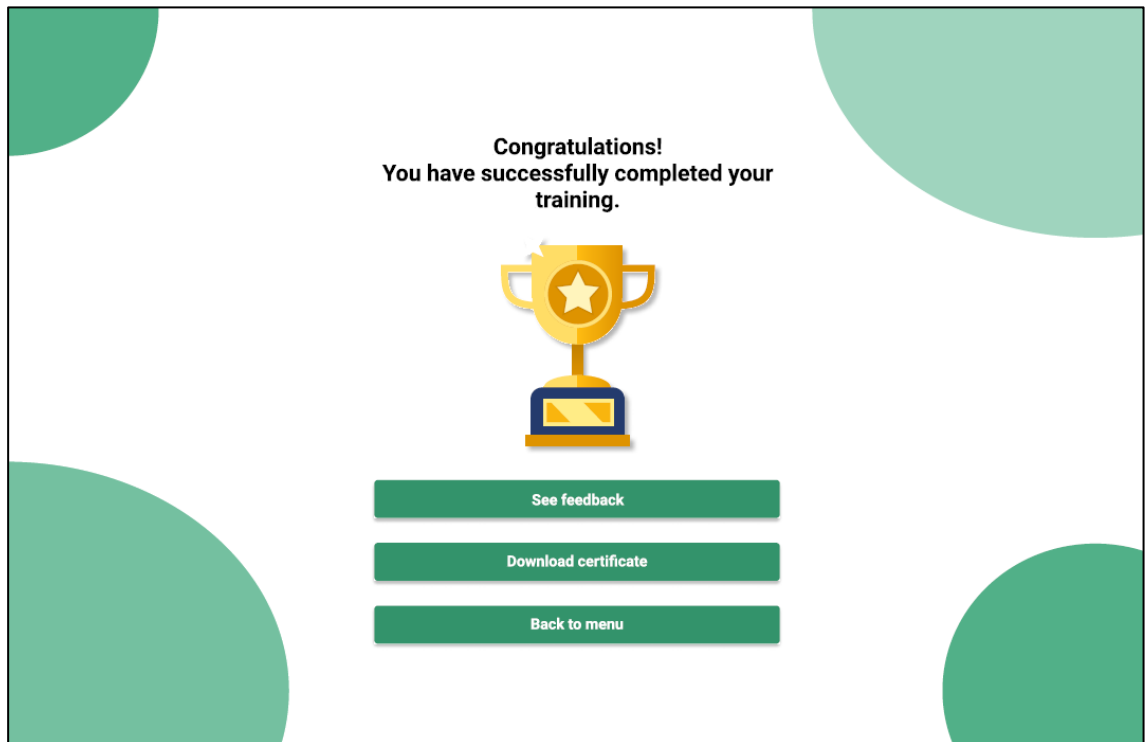 Congratulations!
You have successfully completed your
training.
See feedback
Download certificate
Back to menu